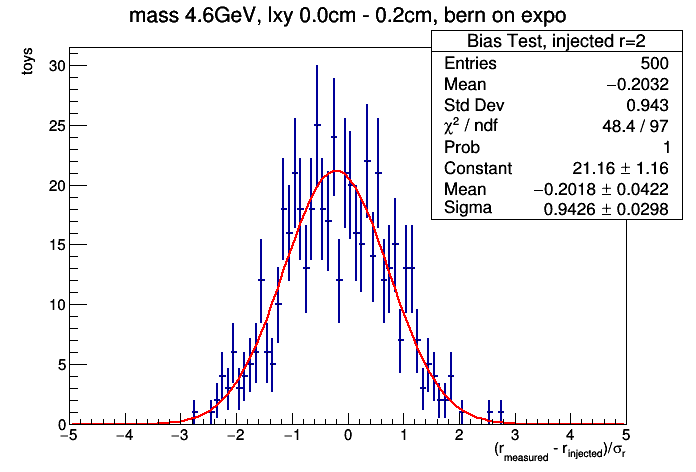 mass 4.6GeV, lxy 0.0cm - 0.2cm, bern on expo
Bias Test, injected r=2
Entries 500
Mean −0.2032
Std Dev 0.943
χ² / ndf 48.4 / 97
Prob 1
Constant 21.16 ± 1.16
Mean −0.2018 ± 0.0422
Sigma 0.9426 ± 0.0298
toys
30
25
20
15
10
5
0
−5 −4 −3 −2 −1 0 1 2 3 4 5
(r_measured - r_injected)/σ_r